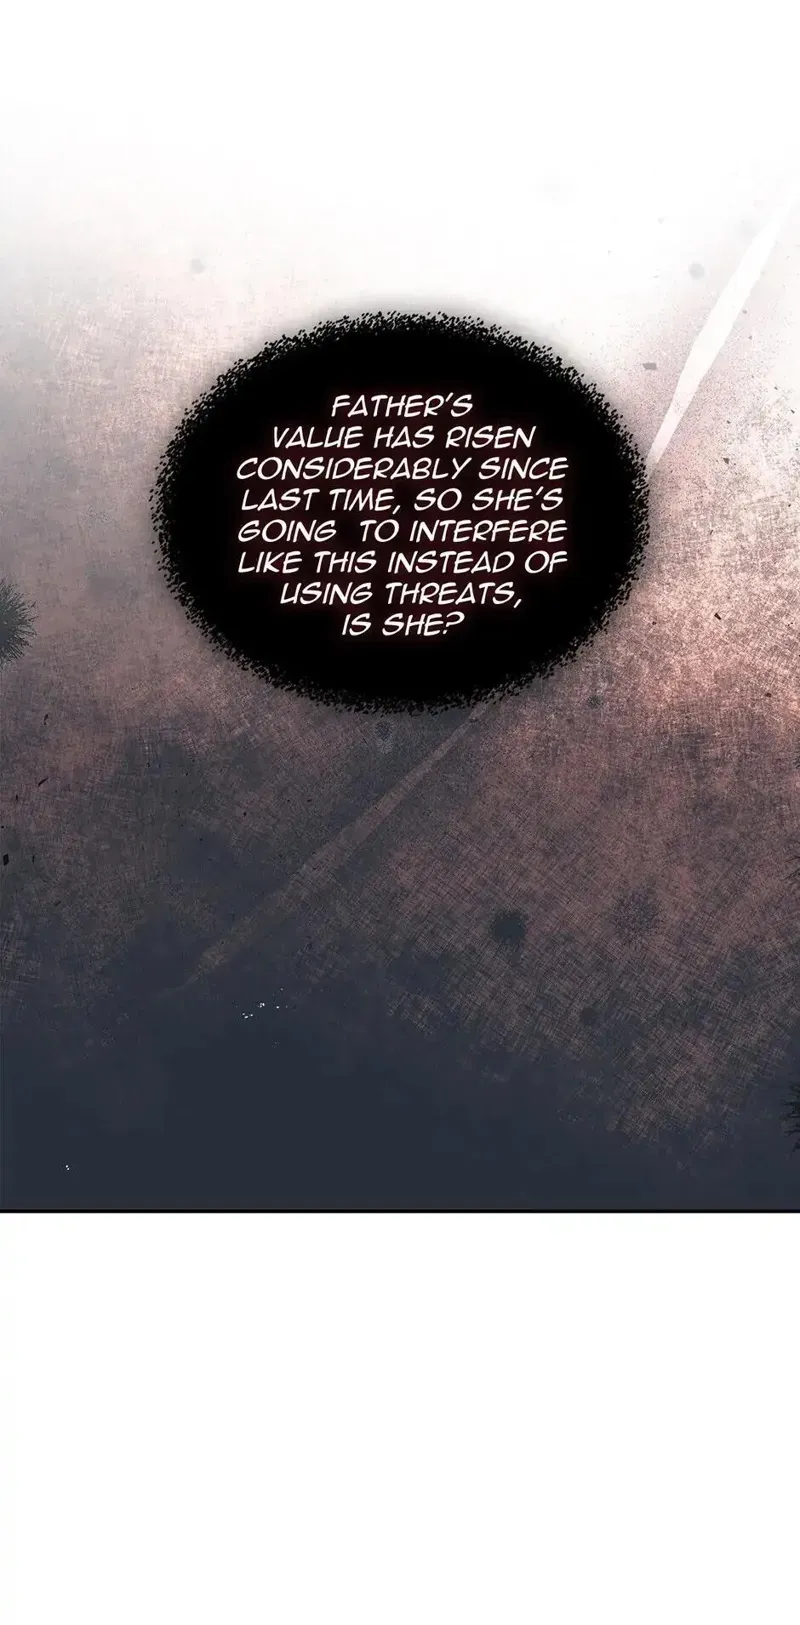 FATHER'S
VALUE HAS RISEN
CONSIDERABLY SINCE
LAST TIME, SO SHE'S
GOING TO INTERFERE
LIKE THIS INSTEAD OF
USING THREATS,
IS SHE?